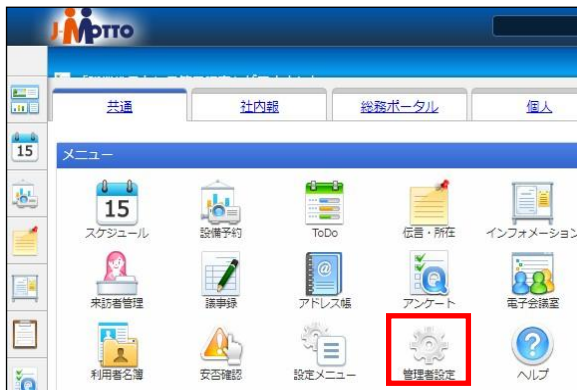 J-MOTTO
共通 社内報 総務ポータル 個人
15
メニュー
15
スケジュール 設備予約 ToDo 伝言・所在 インフォメーション
来訪者管理 議事録 アドレス帳 アンケート 電子会議室
利用者名簿 安否確認 設定メニュー 管理者設定 ヘルプ